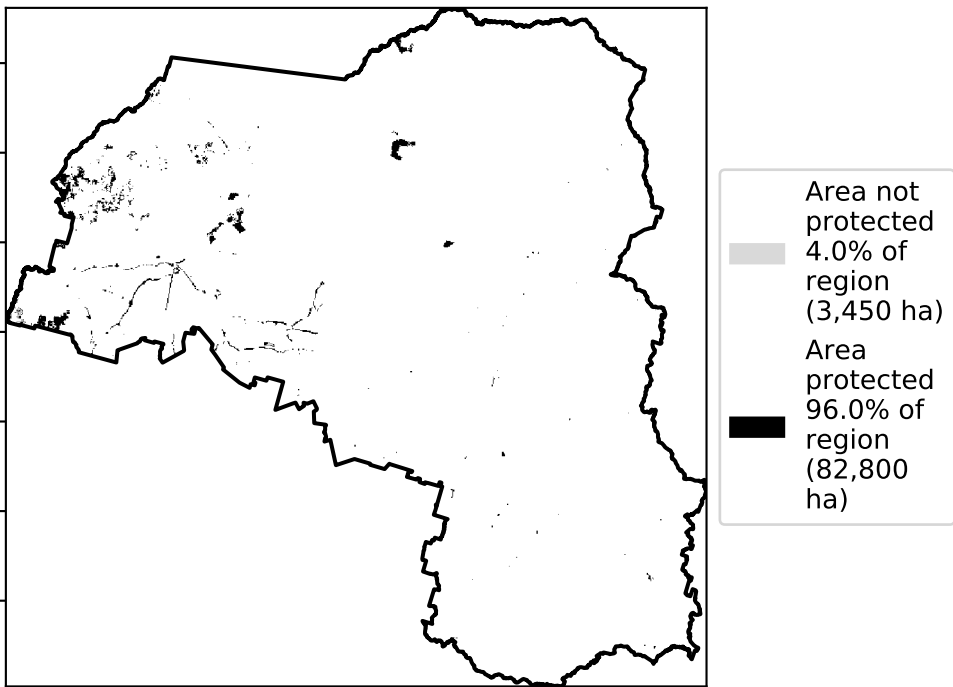 Area not
protected
4.0% of
region
(3,450 ha)
Area
protected
96.0% of
region
(82,800
ha)